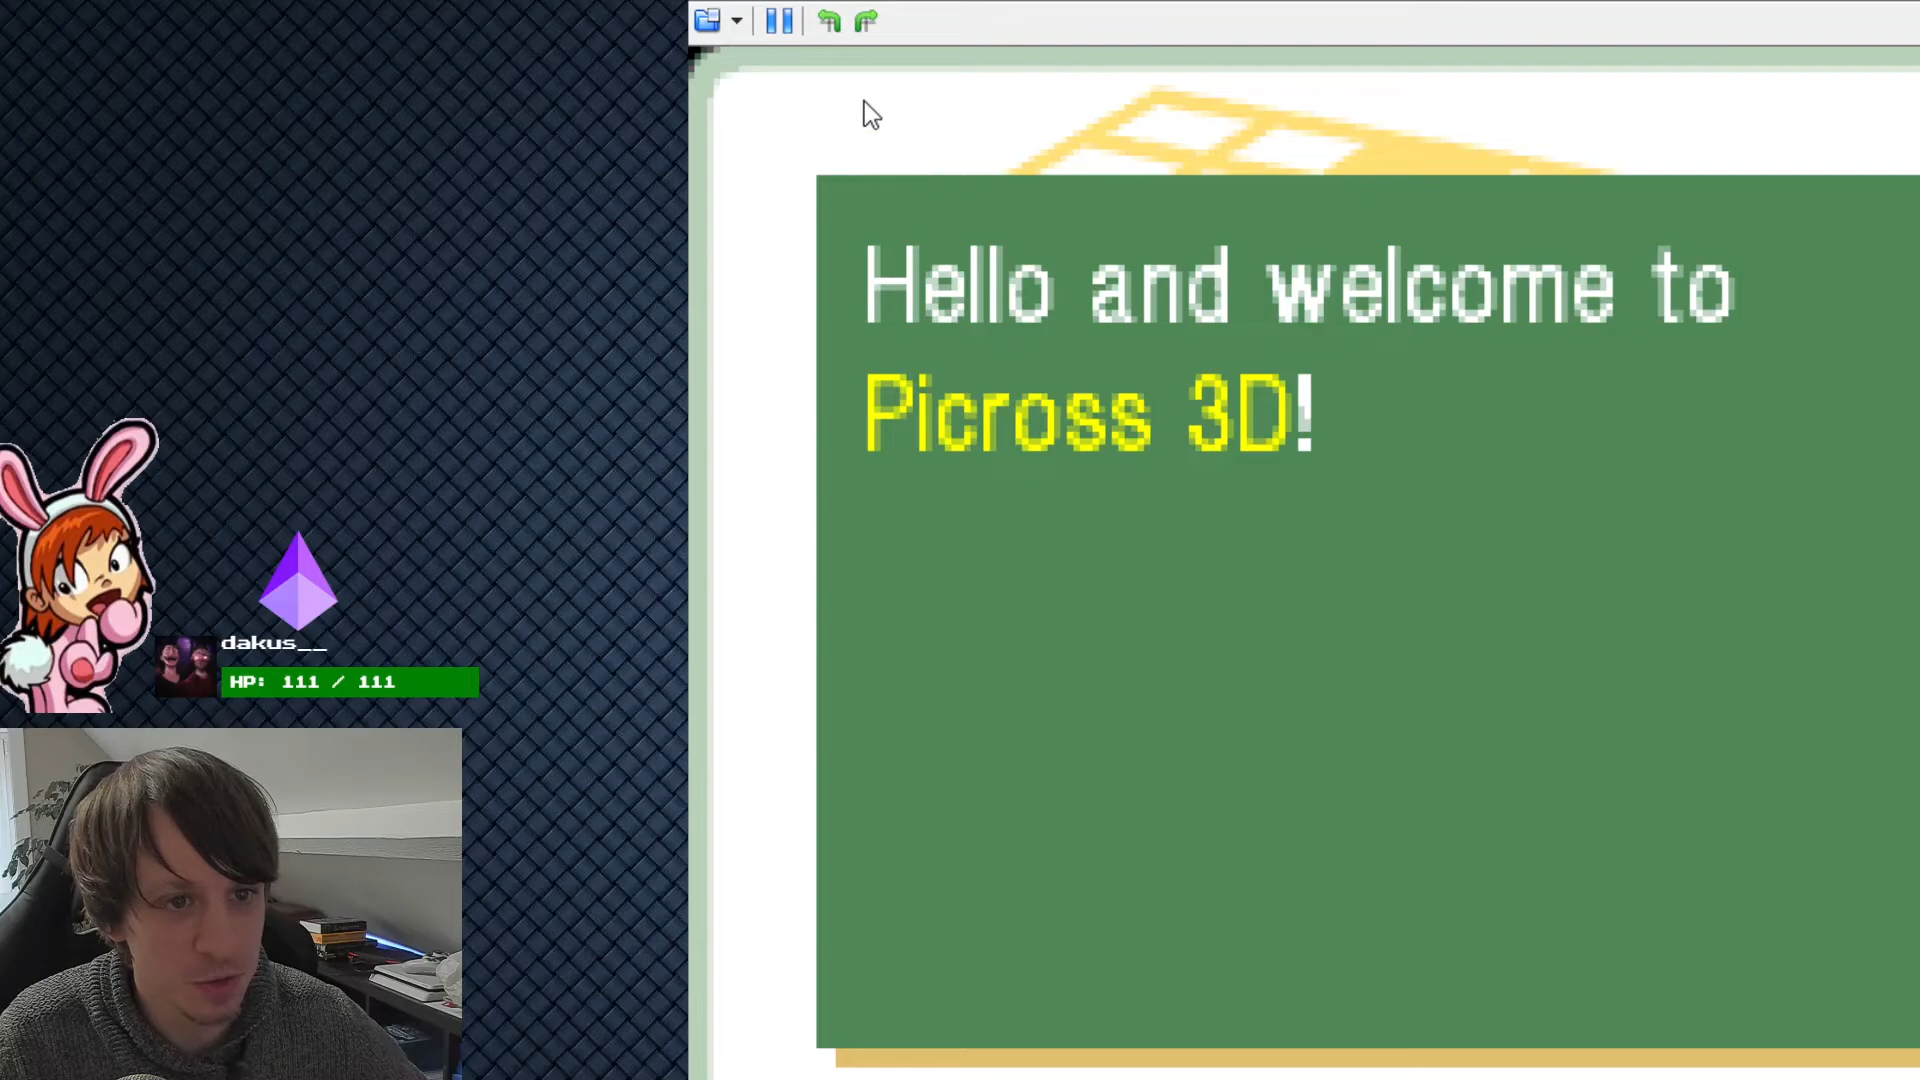 Hello and welcome to
Picross 3D!
dakus__
HP: 111 / 111